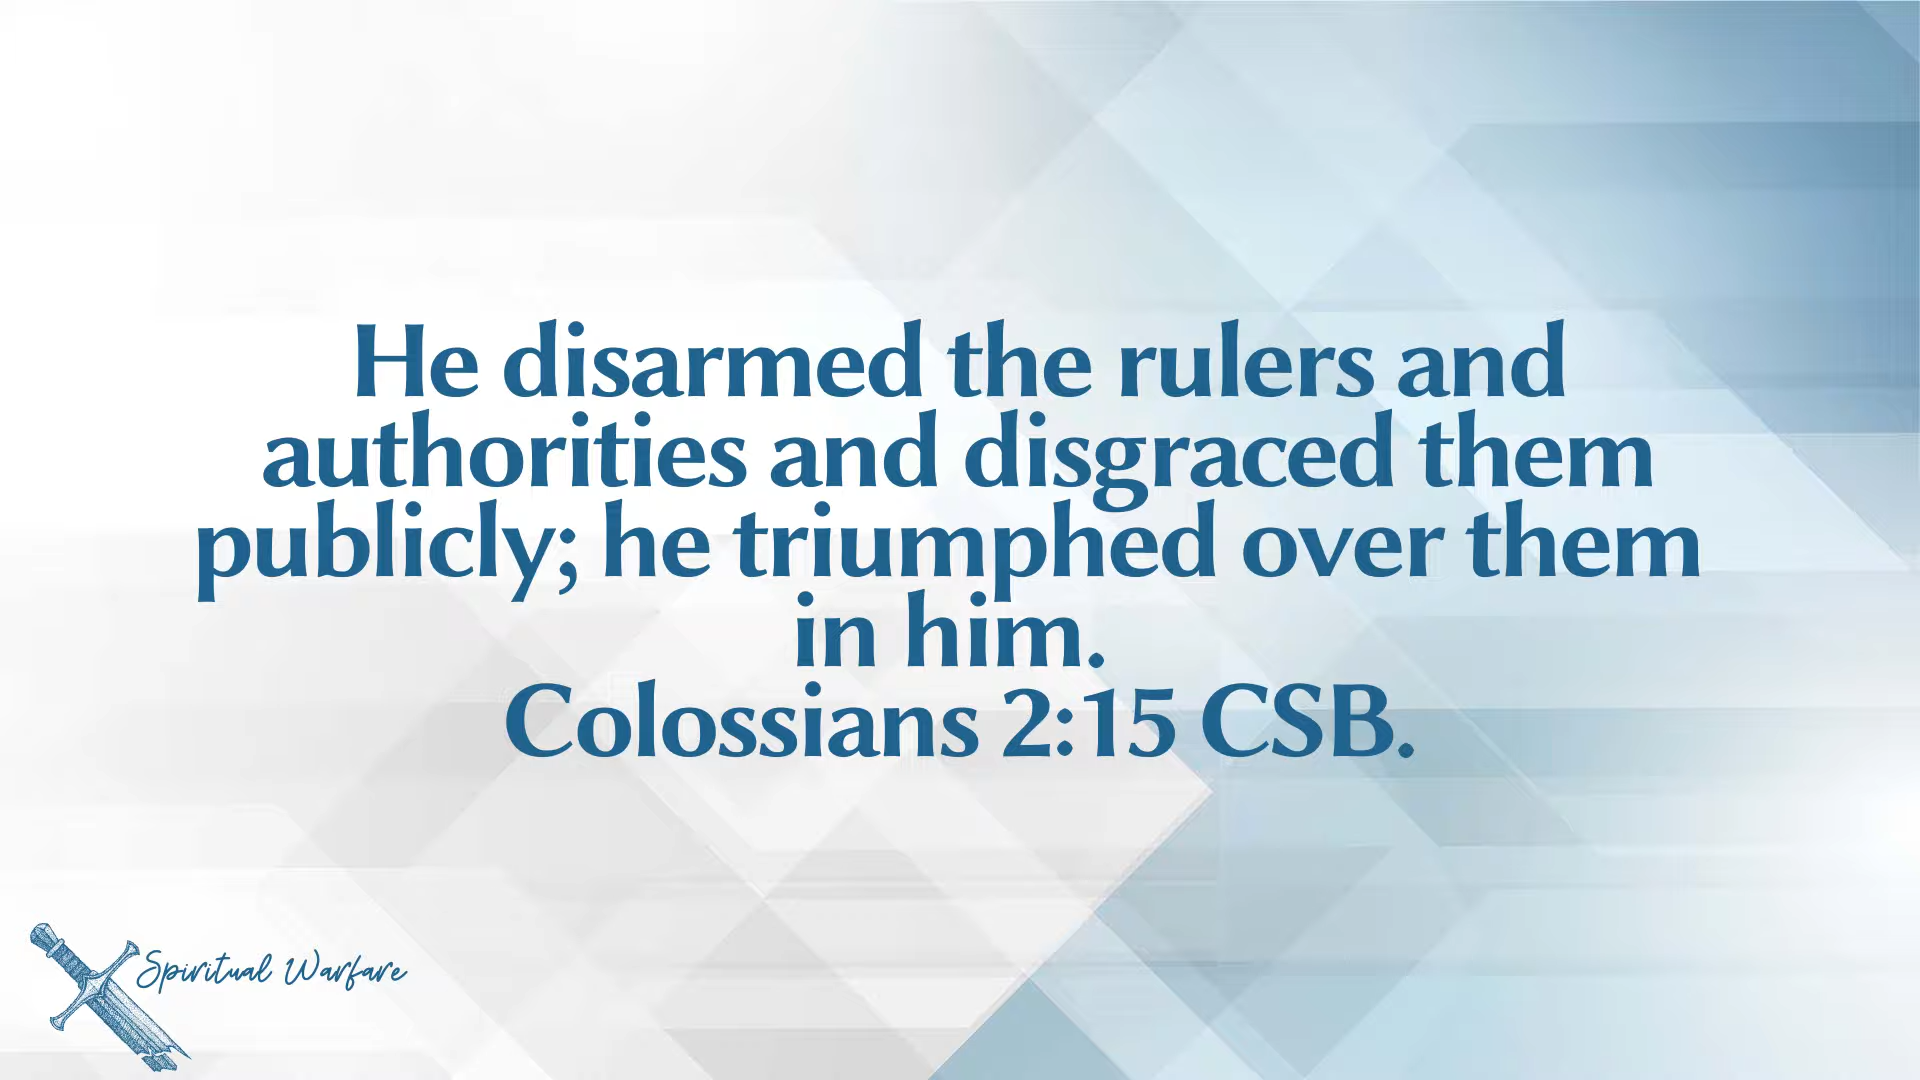 He disarmed the rulers and
authorities and disgraced them
publicly; he triumphed over them
in him.
Colossians 2:15 CSB.
Spiritual Warfare